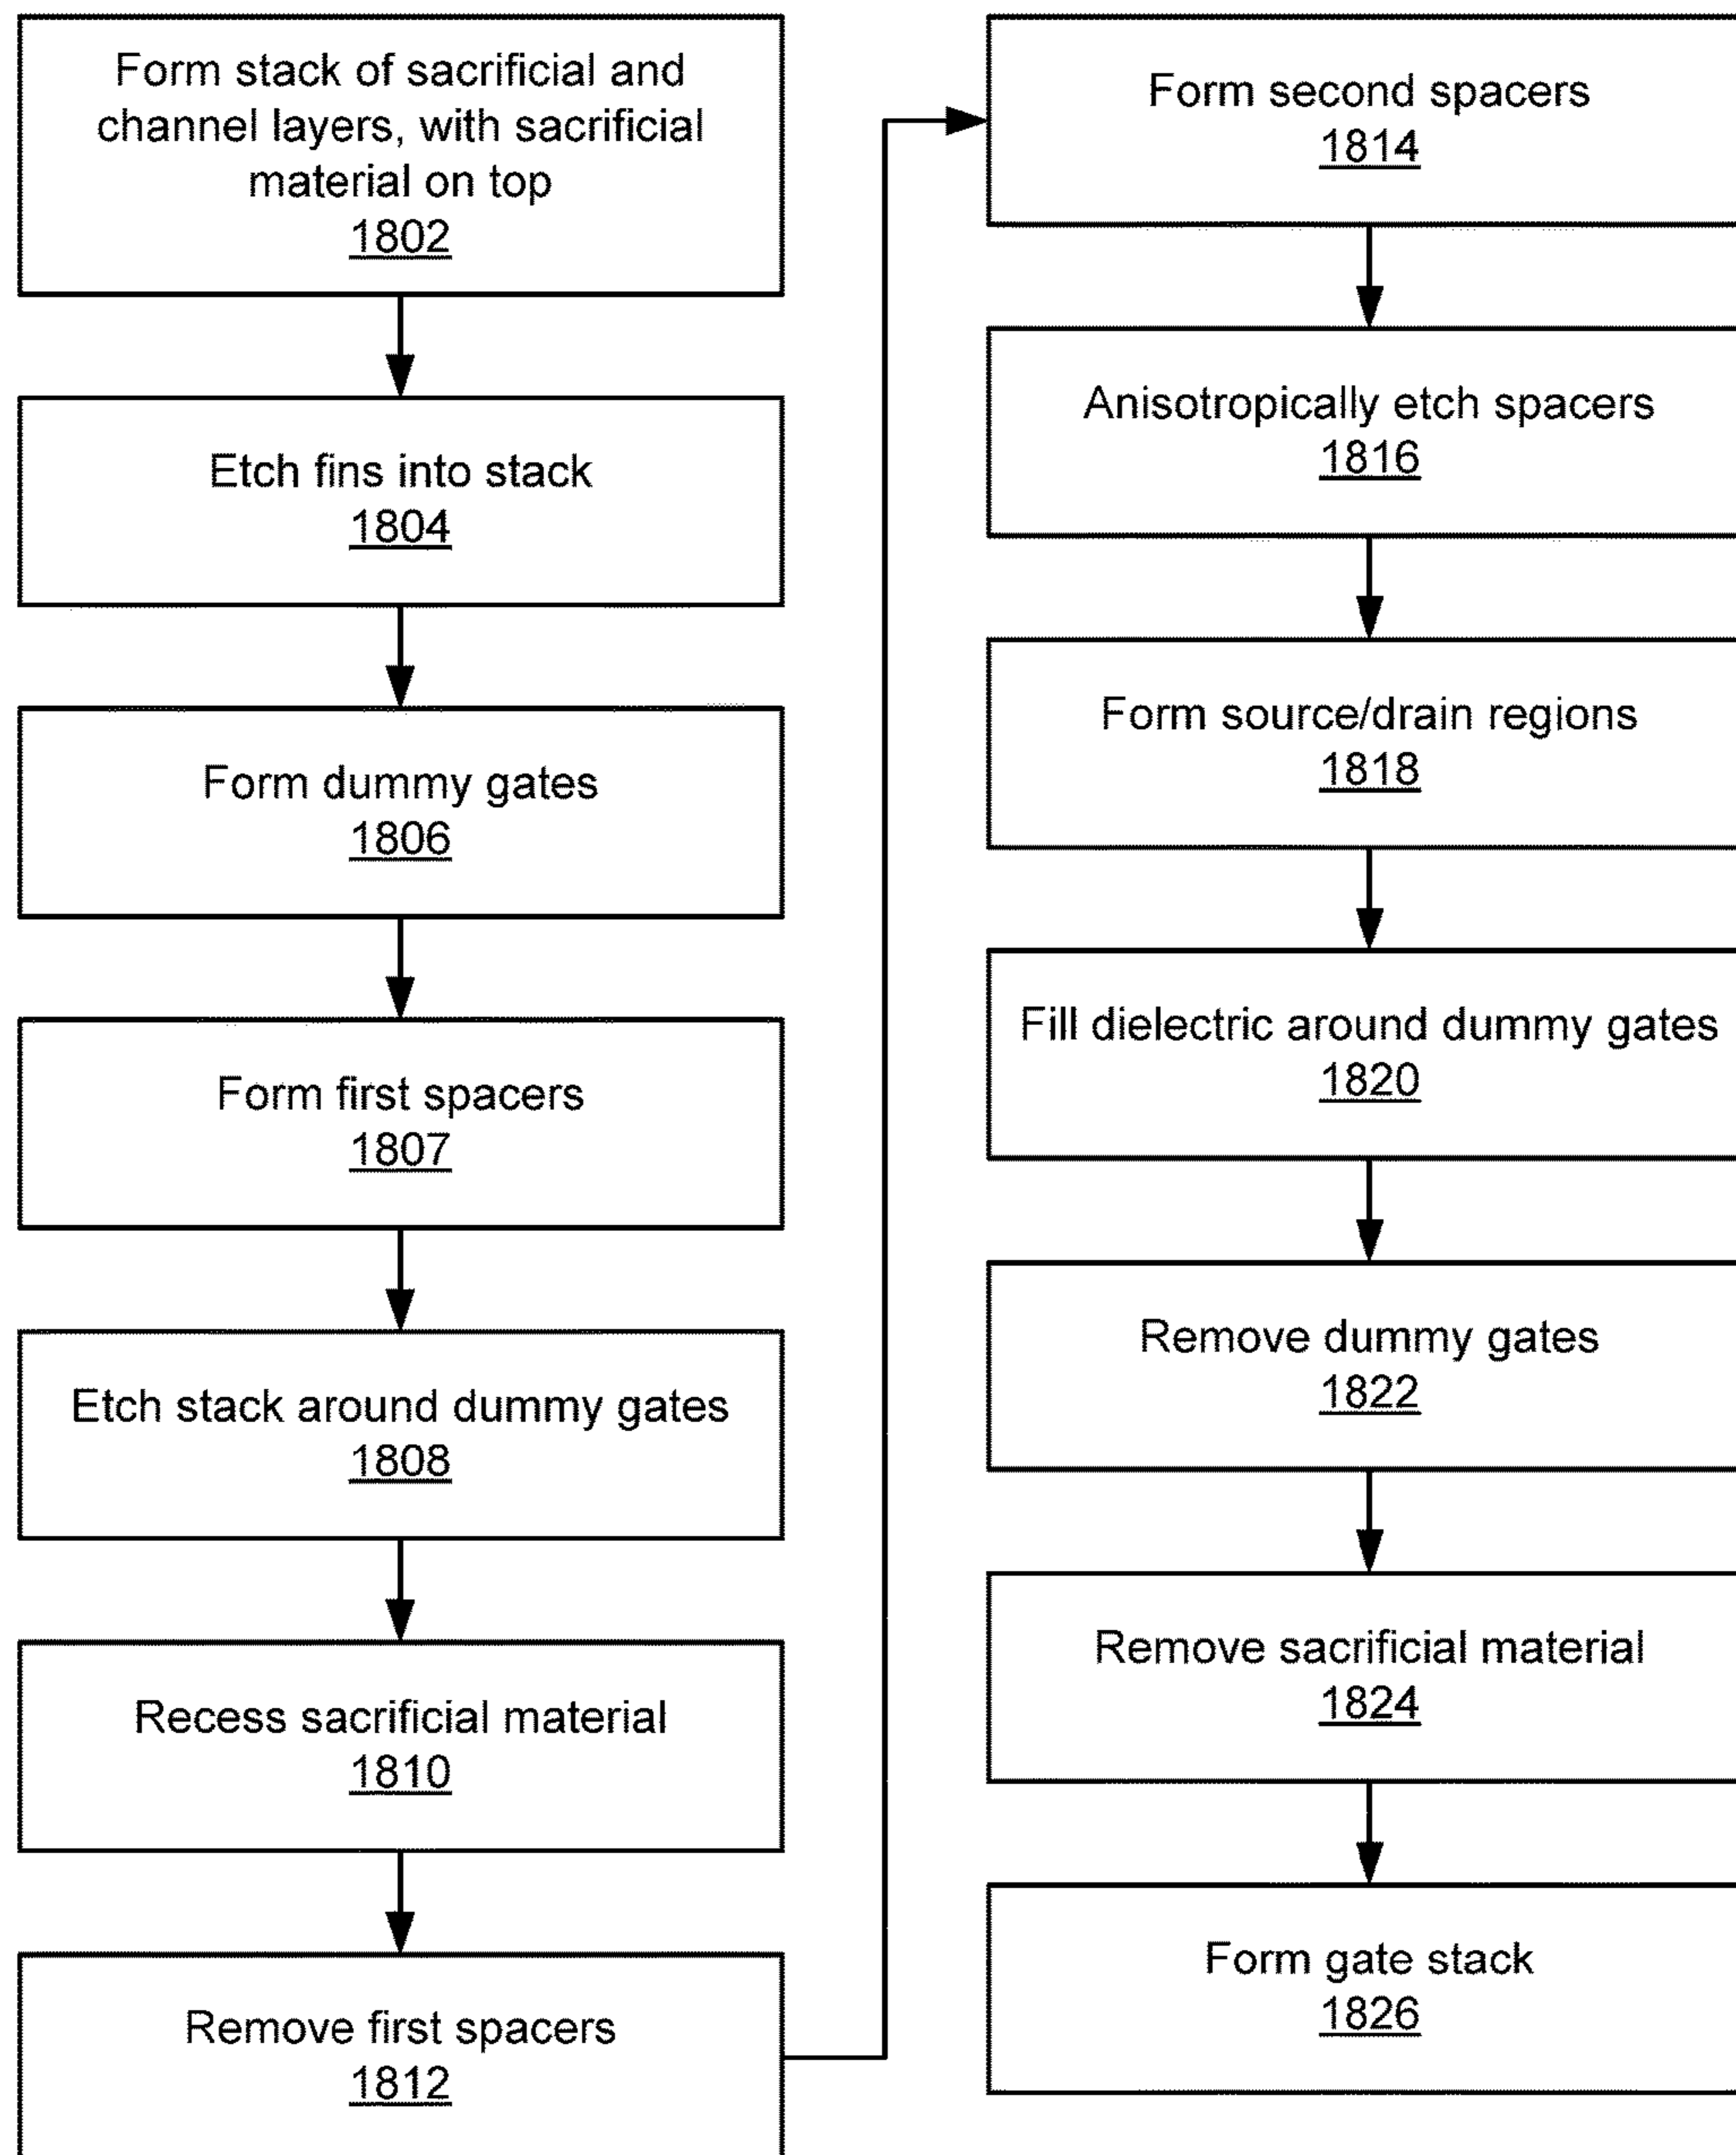 Form stack of sacrificial and
channel layers, with sacrificial
material on top
1802
Etch fins into stack
1804
Form dummy gates
1806
Form first spacers
1807
Etch stack around dummy gates
1808
Recess sacrificial material
1810
Remove first spacers
1812
Form second spacers
1814
Anisotropically etch spacers
1816
Form source/drain regions
1818
Fill dielectric around dummy gates
1820
Remove dummy gates
1822
Remove sacrificial material
1824
Form gate stack
1826